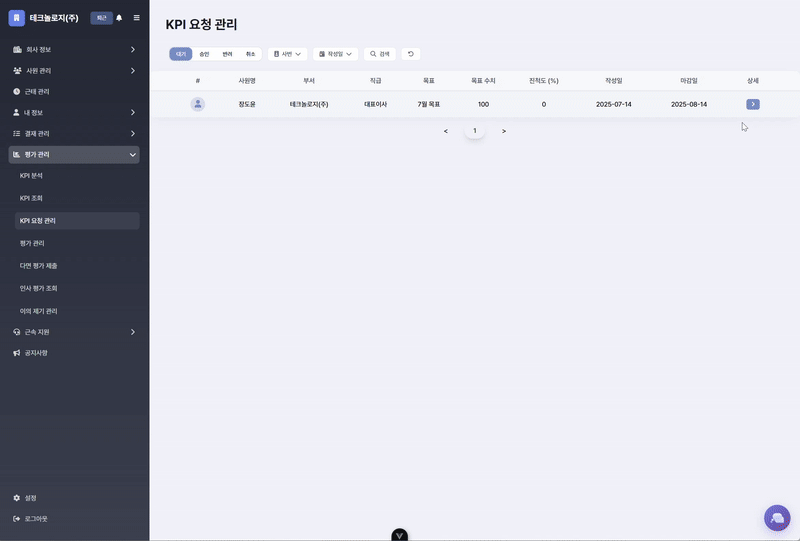 테크놀로지(주) 퇴근
회사 정보
사원 관리
근태 관리
내 정보
결재 관리
평가 관리
KPI 분석
KPI 조회
KPI 요청 관리
평가 관리
다면 평가 제출
인사 평가 조회
이의 제기 관리
근속 지원
공지사항
설정
로그아웃
KPI 요청 관리
대기 승인 반려 취소 사번 작성일 검색
# 사원명 부서 직급 목표 목표 수치 진척도 (%) 작성일 마감일 상세
장도윤 테크놀로지(주) 대표이사 7월 목표 100 0 2025-07-14 2025-08-14
< 1 >